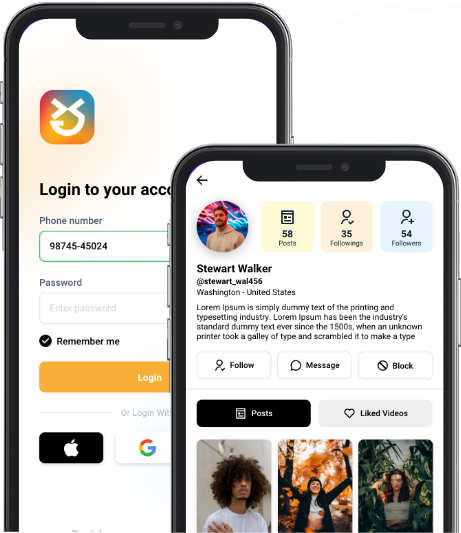 Login to your acco
Phone number
98745-45024
Password
Enter password
Remember me
Login
Or Login Wit
58
Posts
35
Followings
54
Followers
Stewart Walker
@stewart_wal456
Washington - United States
Lorem Ipsum is simply dummy text of the printing and
typesetting industry. Lorem Ipsum has been the industry's
standard dummy text ever since the 1500s, when an unknown
printer took a galley of type and scrambled it to make a type
Follow
Message
Block
Posts
Liked Videos